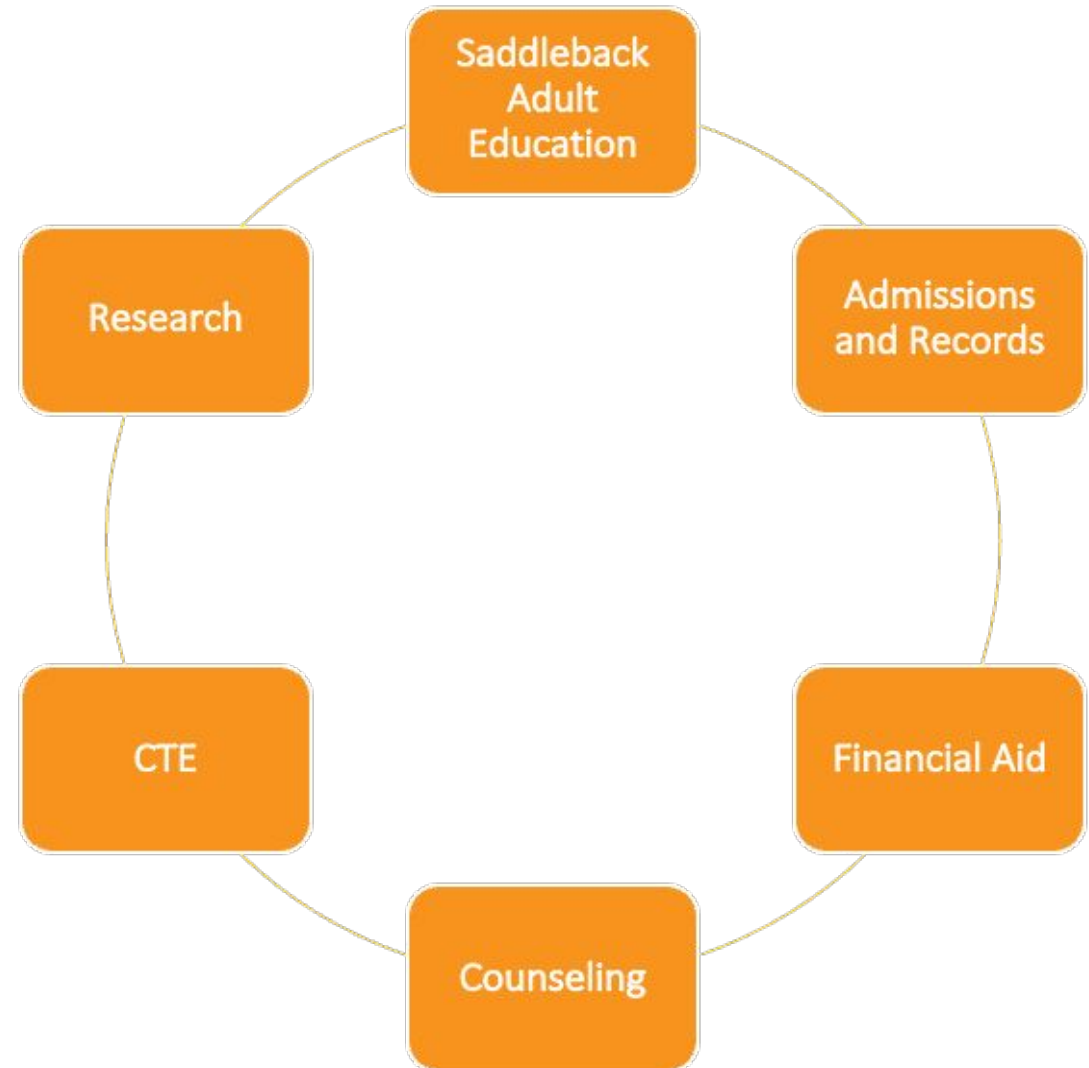 Saddleback
Adult
Education
Admissions
and Records
Financial Aid
Counseling
CTE
Research